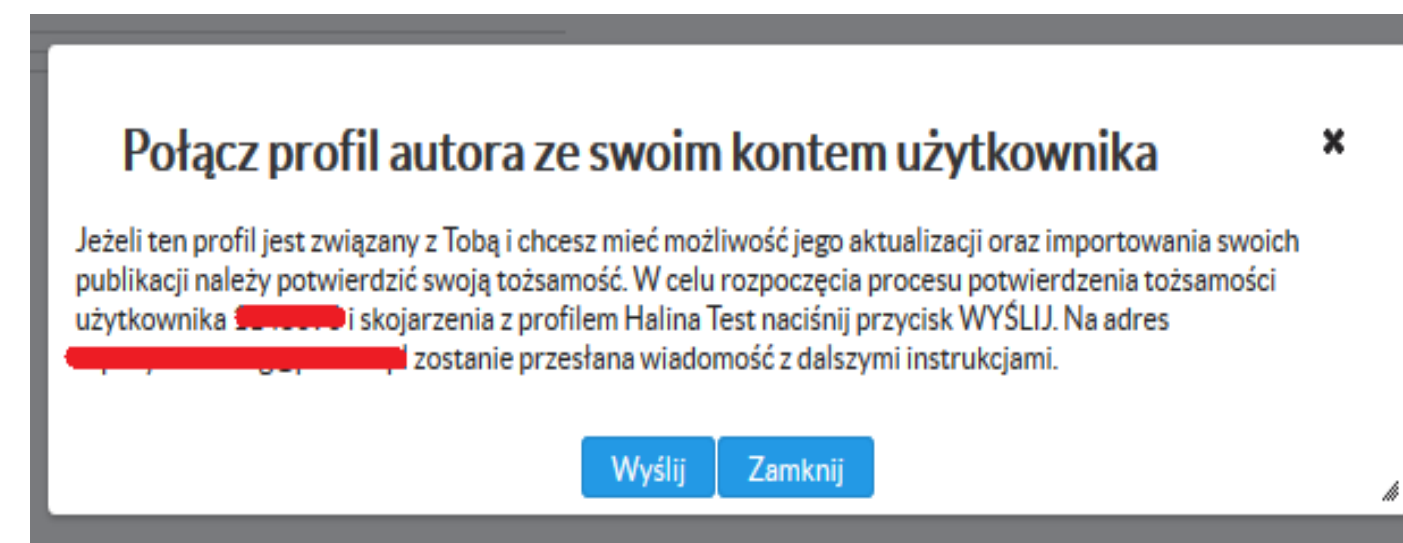 Połącz profil autora ze swoim kontem użytkownika
Jeżeli ten profil jest związany z Tobą i chcesz mieć możliwość jego aktualizacji oraz importowania swoich
publikacji należy potwierdzić swoją tożsamość. W celu rozpoczęcia procesu potwierdzenia tożsamości
użytkownika i skojarzenia z profilem Halina Test naciśnij przycisk WYŚLIJ. Na adres
zostanie przesłana wiadomość z dalszymi instrukcjami.
Wyślij Zamknij